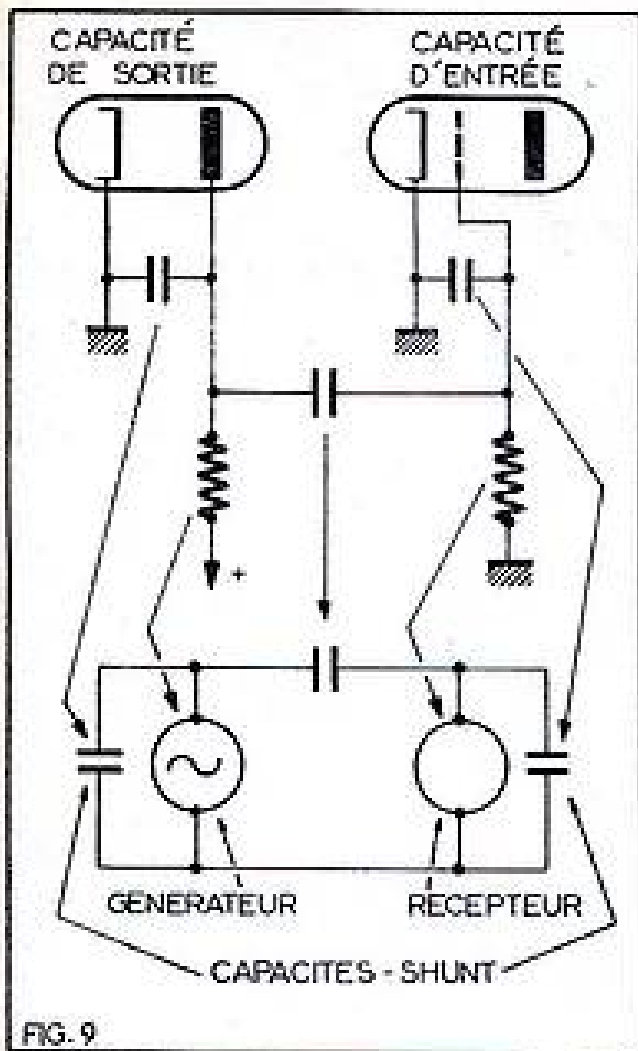 CAPACITÉ
DE SORTIE
CAPACITÉ
D'ENTRÉE
+
GENERATEUR
RECEPTEUR
CAPACITES - SHUNT
FIG. 9